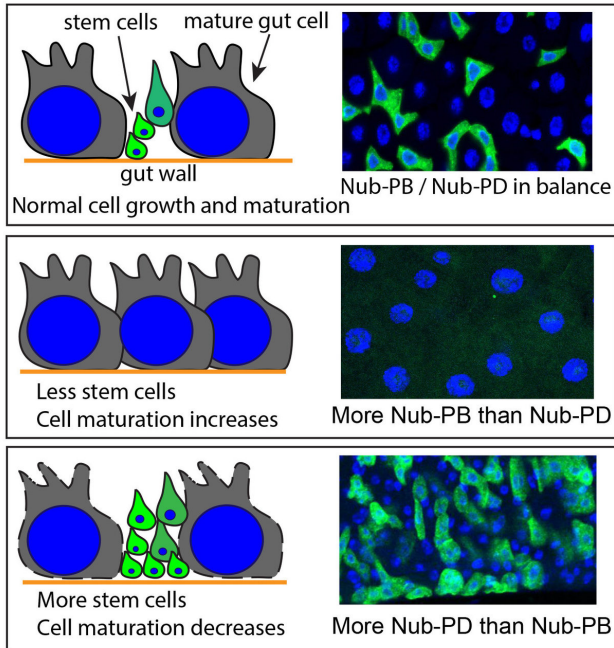 stem cells
mature gut cell
gut wall
Normal cell growth and maturation
Nub-PB / Nub-PD in balance
Less stem cells
Cell maturation increases
More Nub-PB than Nub-PD
More stem cells
Cell maturation decreases
More Nub-PD than Nub-PB